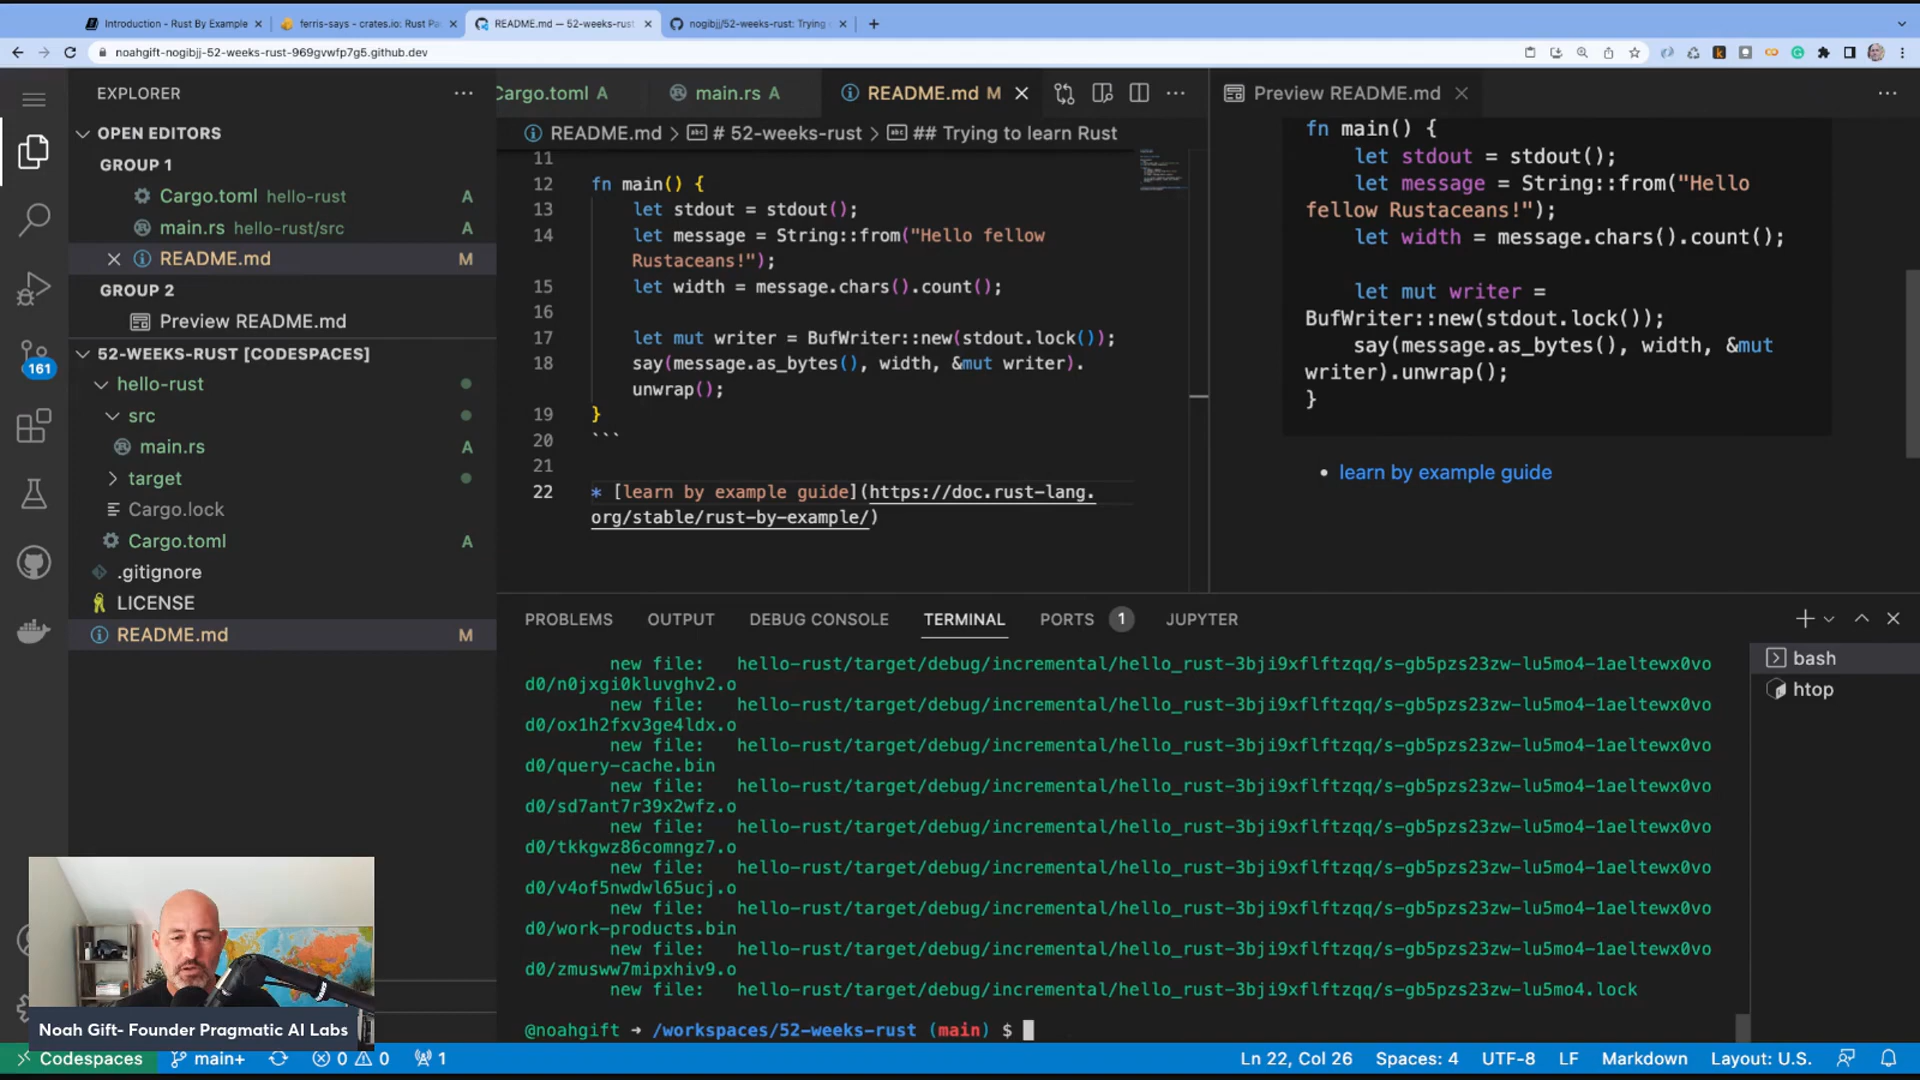 Introduction - Rust By Example
ferris-says - crates.io: Rust Pa
README.md — 52-weeks-rust
nogibjj/52-weeks-rust: Trying
noahgift-nogibjj-52-weeks-rust-969gvwfp7g5.github.dev
EXPLORER
OPEN EDITORS
GROUP 1
Cargo.toml hello-rust A
main.rs hello-rust/src A
README.md M
GROUP 2
Preview README.md
52-WEEKS-RUST [CODESPACES]
161
hello-rust
src
main.rs A
target
Cargo.lock
Cargo.toml A
.gitignore
LICENSE
README.md M
Cargo.toml A
main.rs A
README.md M
README.md > # 52-weeks-rust > ## Trying to learn Rust
11
12 fn main() {
13 let stdout = stdout();
14 let message = String::from("Hello fellow
Rustaceans!");
15 let width = message.chars().count();
16
17 let mut writer = BufWriter::new(stdout.lock());
18 say(message.as_bytes(), width, &mut writer).
unwrap();
19 }
20 ```
21
22 * [learn by example guide](https://doc.rust-lang.
org/stable/rust-by-example/)
Preview README.md
fn main() {
let stdout = stdout();
let message = String::from("Hello
fellow Rustaceans!");
let width = message.chars().count();
let mut writer =
BufWriter::new(stdout.lock());
say(message.as_bytes(), width, &mut
writer).unwrap();
}
• learn by example guide
PROBLEMS OUTPUT DEBUG CONSOLE TERMINAL PORTS 1 JUPYTER
new file: hello-rust/target/debug/incremental/hello_rust-3bji9xflftzqq/s-gb5pzs23zw-lu5mo4-1aeltewx0vo
d0/n0jxgi0kluvghv2.o
new file: hello-rust/target/debug/incremental/hello_rust-3bji9xflftzqq/s-gb5pzs23zw-lu5mo4-1aeltewx0vo
d0/ox1h2fxv3ge4ldx.o
new file: hello-rust/target/debug/incremental/hello_rust-3bji9xflftzqq/s-gb5pzs23zw-lu5mo4-1aeltewx0vo
d0/query-cache.bin
new file: hello-rust/target/debug/incremental/hello_rust-3bji9xflftzqq/s-gb5pzs23zw-lu5mo4-1aeltewx0vo
d0/sd7ant7r39x2wfz.o
new file: hello-rust/target/debug/incremental/hello_rust-3bji9xflftzqq/s-gb5pzs23zw-lu5mo4-1aeltewx0vo
d0/tkkgwz86comngz7.o
new file: hello-rust/target/debug/incremental/hello_rust-3bji9xflftzqq/s-gb5pzs23zw-lu5mo4-1aeltewx0vo
d0/v4of5nwdwl65ucj.o
new file: hello-rust/target/debug/incremental/hello_rust-3bji9xflftzqq/s-gb5pzs23zw-lu5mo4-1aeltewx0vo
d0/work-products.bin
new file: hello-rust/target/debug/incremental/hello_rust-3bji9xflftzqq/s-gb5pzs23zw-lu5mo4-1aeltewx0vo
d0/zmusww7mipxhiv9.o
new file: hello-rust/target/debug/incremental/hello_rust-3bji9xflftzqq/s-gb5pzs23zw-lu5mo4.lock
@noahgift ➜ /workspaces/52-weeks-rust (main) $
bash
htop
Noah Gift- Founder Pragmatic AI Labs
Codespaces main+ 0 0 1 Ln 22, Col 26 Spaces: 4 UTF-8 LF Markdown Layout: U.S.